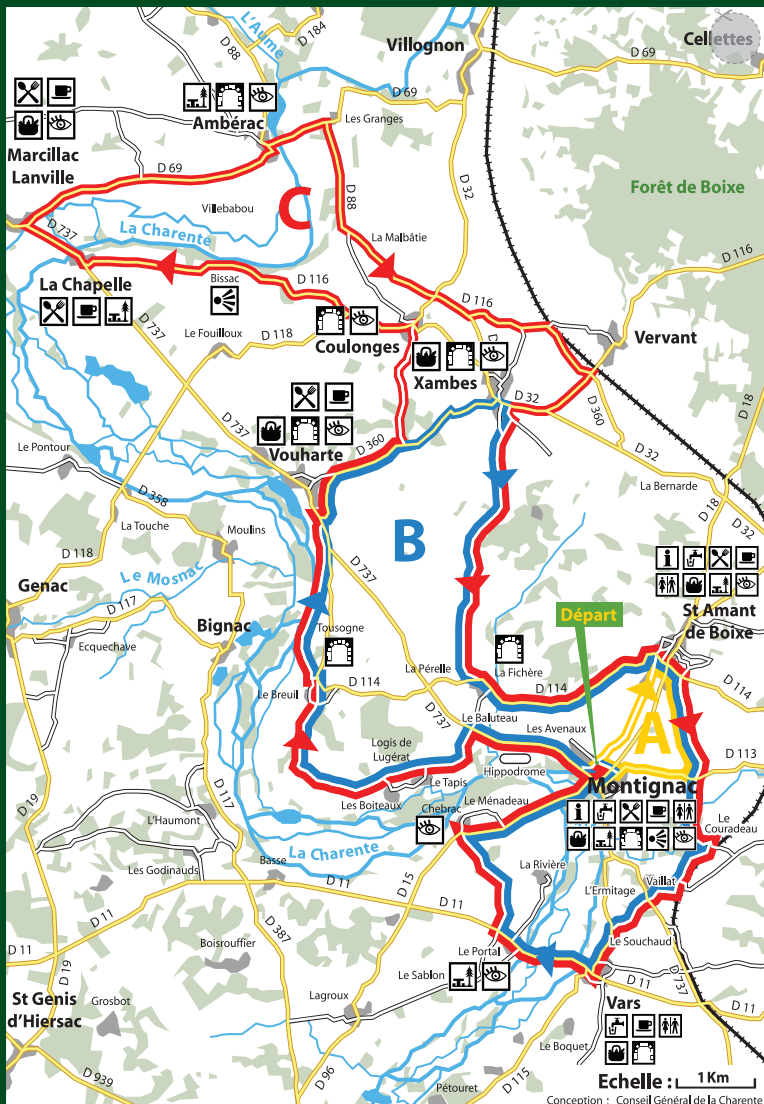 L'Aume
D 184
D 88
Villognon
Cellettes
D 69
D 69
Ambérac
Les Granges
Marcillac
Lanville
D 69
Villebabou
C
D 88
D 32
Forêt de Boixe
La Charente
La Malbâtie
D 737
D 116
La Chapelle
Bissac
D 116
D 116
Le Fouilloux
D 118
Coulonges
Vervant
D 737
Xambes
D 32
D 360
D 18
D 737
D 360
Vouharte
D 32
Le Pontour
La Bernarde
D 358
D 18
D 32
La Touche
Moulins
B
D 118
Le Mosnac
D 737
Genac
D 117
Bignac
St Amant
de Boixe
Départ
Ecquechave
Tousogne
La Pérelle
La Fichère
D 114
D 114
D 114
Le Breuil
D 737
Le Baluteau
Les Avenaux
A
Logis de
Lugérat
D 113
Hippodrome
Le Tapis
Montignac
Les Boiteaux
Chebrac
Le Ménadeau
D 19
D 117
L'Haumont
La Charente
Le
Couradeau
Les Godinauds
Basse
D 15
La Rivière
Vaillat
L'Ermitage
D 11
D 11
D 11
D 387
Boisrouffier
Le Portal
Le Souchaud
D 11
D 19
Le Sablon
D 737
D 11
St Genis
d'Hiersac
Grosbot
Lagroux
Vars
D 96
Le Boquet
D 939
Pétouret
D 115
Echelle : 1 Km
Conception : Conseil Général de la Charente